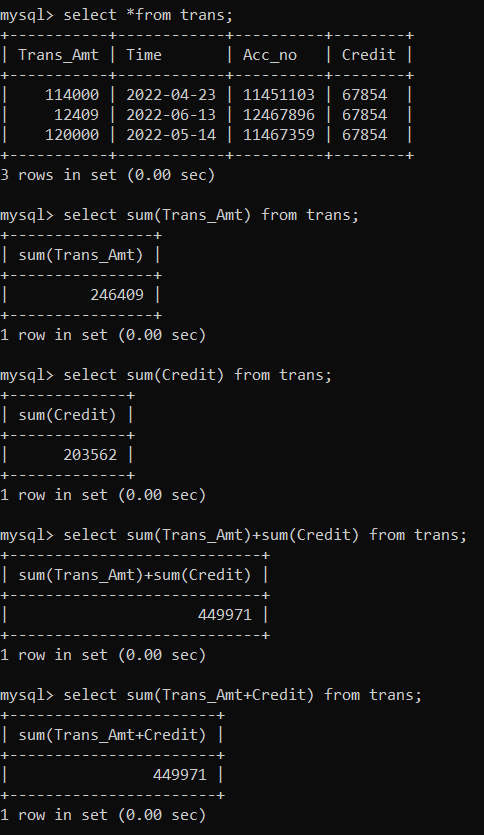 mysql> select *from trans;
+-----------+------------+----------+--------+
| Trans_Amt | Time       | Acc_no   | Credit |
+-----------+------------+----------+--------+
|    114000 | 2022-04-23 | 11451103 | 67854  |
|     12409 | 2022-06-13 | 12467896 | 67854  |
|    120000 | 2022-05-14 | 11467359 | 67854  |
+-----------+------------+----------+--------+
3 rows in set (0.00 sec)
mysql> select sum(Trans_Amt) from trans;
+----------------+
| sum(Trans_Amt) |
+----------------+
|         246409 |
+----------------+
1 row in set (0.00 sec)
mysql> select sum(Credit) from trans;
+-------------+
| sum(Credit) |
+-------------+
|      203562 |
+-------------+
1 row in set (0.00 sec)
mysql> select sum(Trans_Amt)+sum(Credit) from trans;
+----------------------------+
| sum(Trans_Amt)+sum(Credit) |
+----------------------------+
|                     449971 |
+----------------------------+
1 row in set (0.00 sec)
mysql> select sum(Trans_Amt+Credit) from trans;
+-----------------------+
| sum(Trans_Amt+Credit) |
+-----------------------+
|                449971 |
+-----------------------+
1 row in set (0.00 sec)